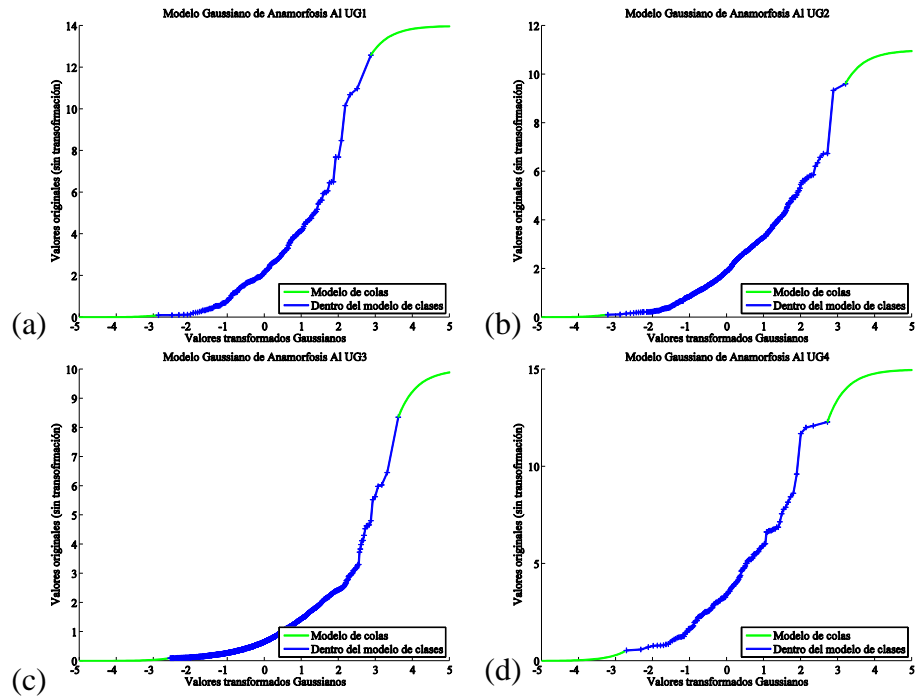 Modelo Gaussiano de Anamorfosis Al UG1
Valores originales (sin transofrmación)
14
12
10
8
6
4
2
0
-5 -4 -3 -2 -1 0 1 2 3 4 5
Valores transformados Gaussianos
Modelo de colas
Dentro del modelo de clases
(a)
Modelo Gaussiano de Anamorfosis Al UG2
Valores originales (sin transofrmación)
12
10
8
6
4
2
0
-5 -4 -3 -2 -1 0 1 2 3 4 5
Valores transformados Gaussianos
Modelo de colas
Dentro del modelo de clases
(b)
Modelo Gaussiano de Anamorfosis Al UG3
Valores originales (sin transofrmación)
10
9
8
7
6
5
4
3
2
1
0
-5 -4 -3 -2 -1 0 1 2 3 4 5
Valores transformados Gaussianos
Modelo de colas
Dentro del modelo de clases
(c)
Modelo Gaussiano de Anamorfosis Al UG4
Valores originales (sin transofrmación)
15
10
5
0
-5 -4 -3 -2 -1 0 1 2 3 4 5
Valores transformados Gaussianos
Modelo de colas
Dentro del modelo de clases
(d)